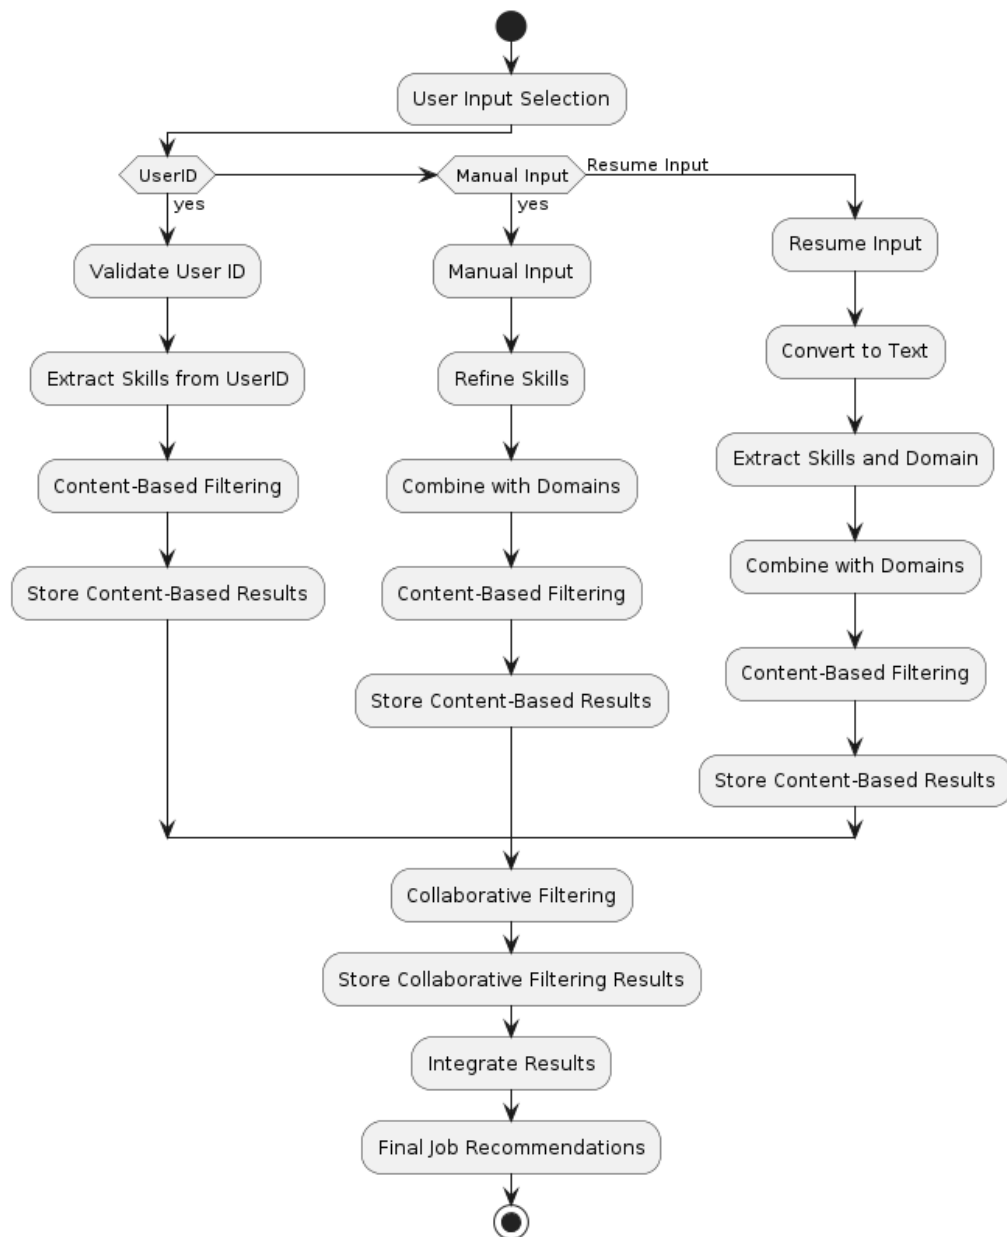 User Input Selection
UserID
yes
Validate User ID
Extract Skills from UserID
Content-Based Filtering
Store Content-Based Results
Manual Input
yes
Manual Input
Refine Skills
Combine with Domains
Content-Based Filtering
Store Content-Based Results
Resume Input
Resume Input
Convert to Text
Extract Skills and Domain
Combine with Domains
Content-Based Filtering
Store Content-Based Results
Collaborative Filtering
Store Collaborative Filtering Results
Integrate Results
Final Job Recommendations